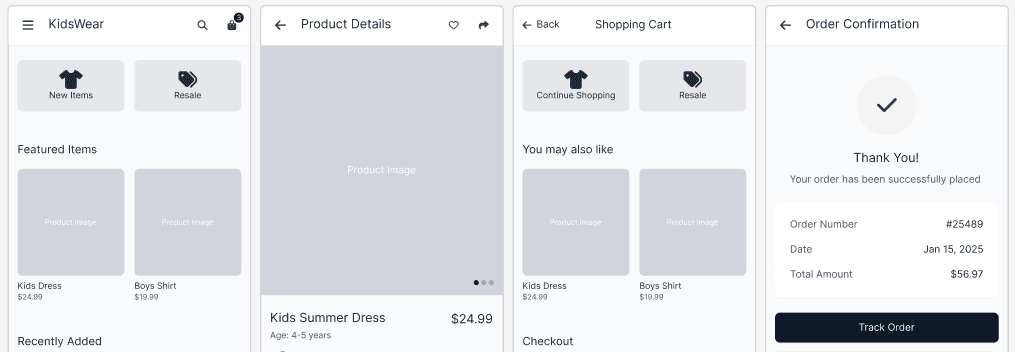 KidsWear
3
New Items
Resale
Featured Items
Product Image
Product Image
Kids Dress
$24.99
Boys Shirt
$19.99
Recently Added
Product Details
Product Image
Kids Summer Dress
$24.99
Age: 4-5 years
Back
Shopping Cart
Continue Shopping
Resale
You may also like
Product Image
Product Image
Kids Dress
$24.99
Boys Shirt
$19.99
Checkout
Order Confirmation
Thank You!
Your order has been successfully placed
Order Number #25489
Date Jan 15, 2025
Total Amount $56.97
Track Order